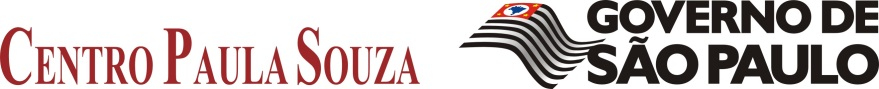 CENTRO PAULA SOUZA
GOVERNO DE
SÃO PAULO